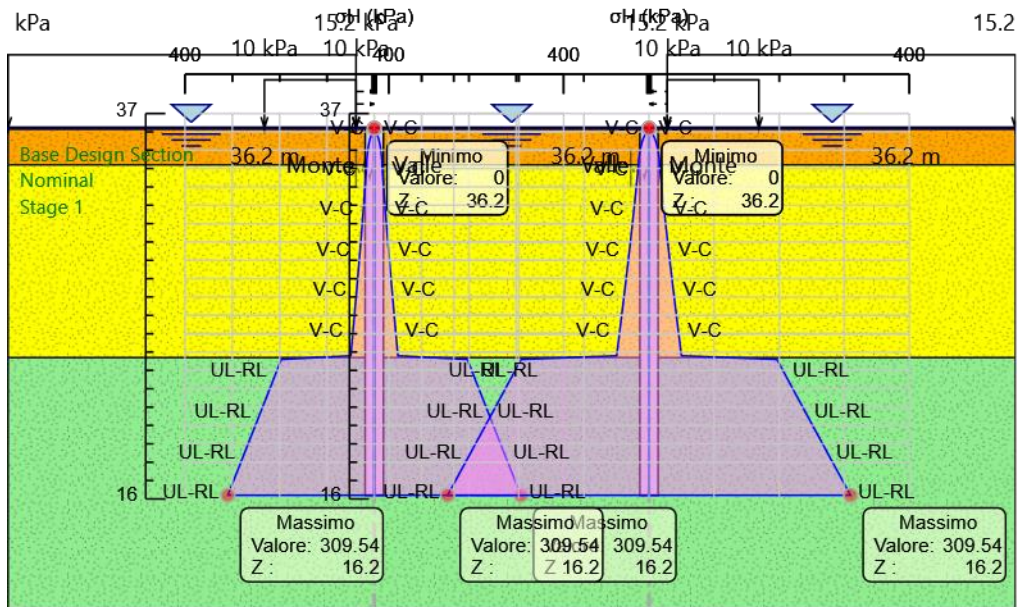 kPa 15.2 kPa 15.2 kPa 15.2
σH (kPa) σH (kPa)
10 kPa 10 kPa 10 kPa 10 kPa
400 400 400 400
37 37
V-C V-C V-C V-C
Base Design Section 36.2 m 36.2 m 36.2 m
Minimo Minimo
Monte Valle Valle Monte
Nominal Valore: 0 Valore: 0
Z : 36.2 Z : 36.2
Stage 1 V-C V-C V-C V-C
V-C V-C V-C V-C
V-C V-C V-C V-C
V-C V-C V-C V-C
UL-RL UL-RL UL-RL UL-RL
UL-RL UL-RL UL-RL UL-RL
UL-RL UL-RL UL-RL UL-RL
16 UL-RL 16 UL-RL UL-RL UL-RL
Massimo Massimo Massimo Massimo
Valore: 309.54 Valore: 309.54 309.54 Valore: 309.54
Z : 16.2 Z : Z 16.2 16.2 Z : 16.2